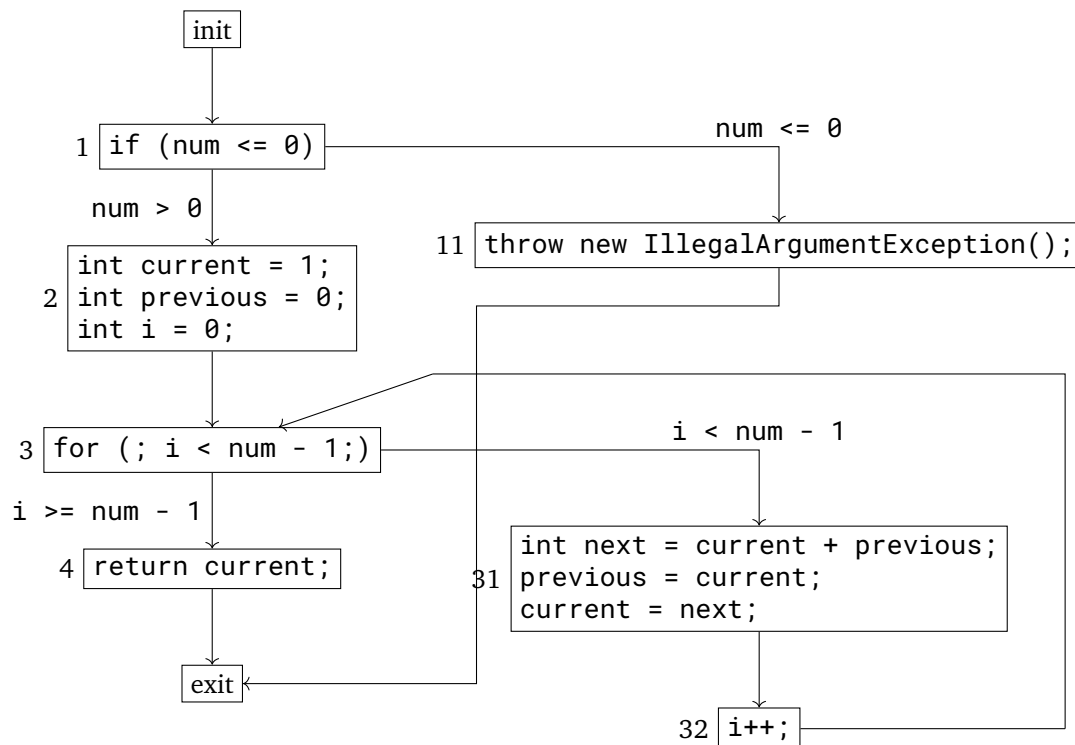 init
1 if (num <= 0)
num <= 0
num > 0
11 throw new IllegalArgumentException();
int current = 1;
2 int previous = 0;
int i = 0;
3 for (; i < num - 1;)
i < num - 1
i >= num - 1
int next = current + previous;
31 previous = current;
current = next;
4 return current;
exit
32 i++;